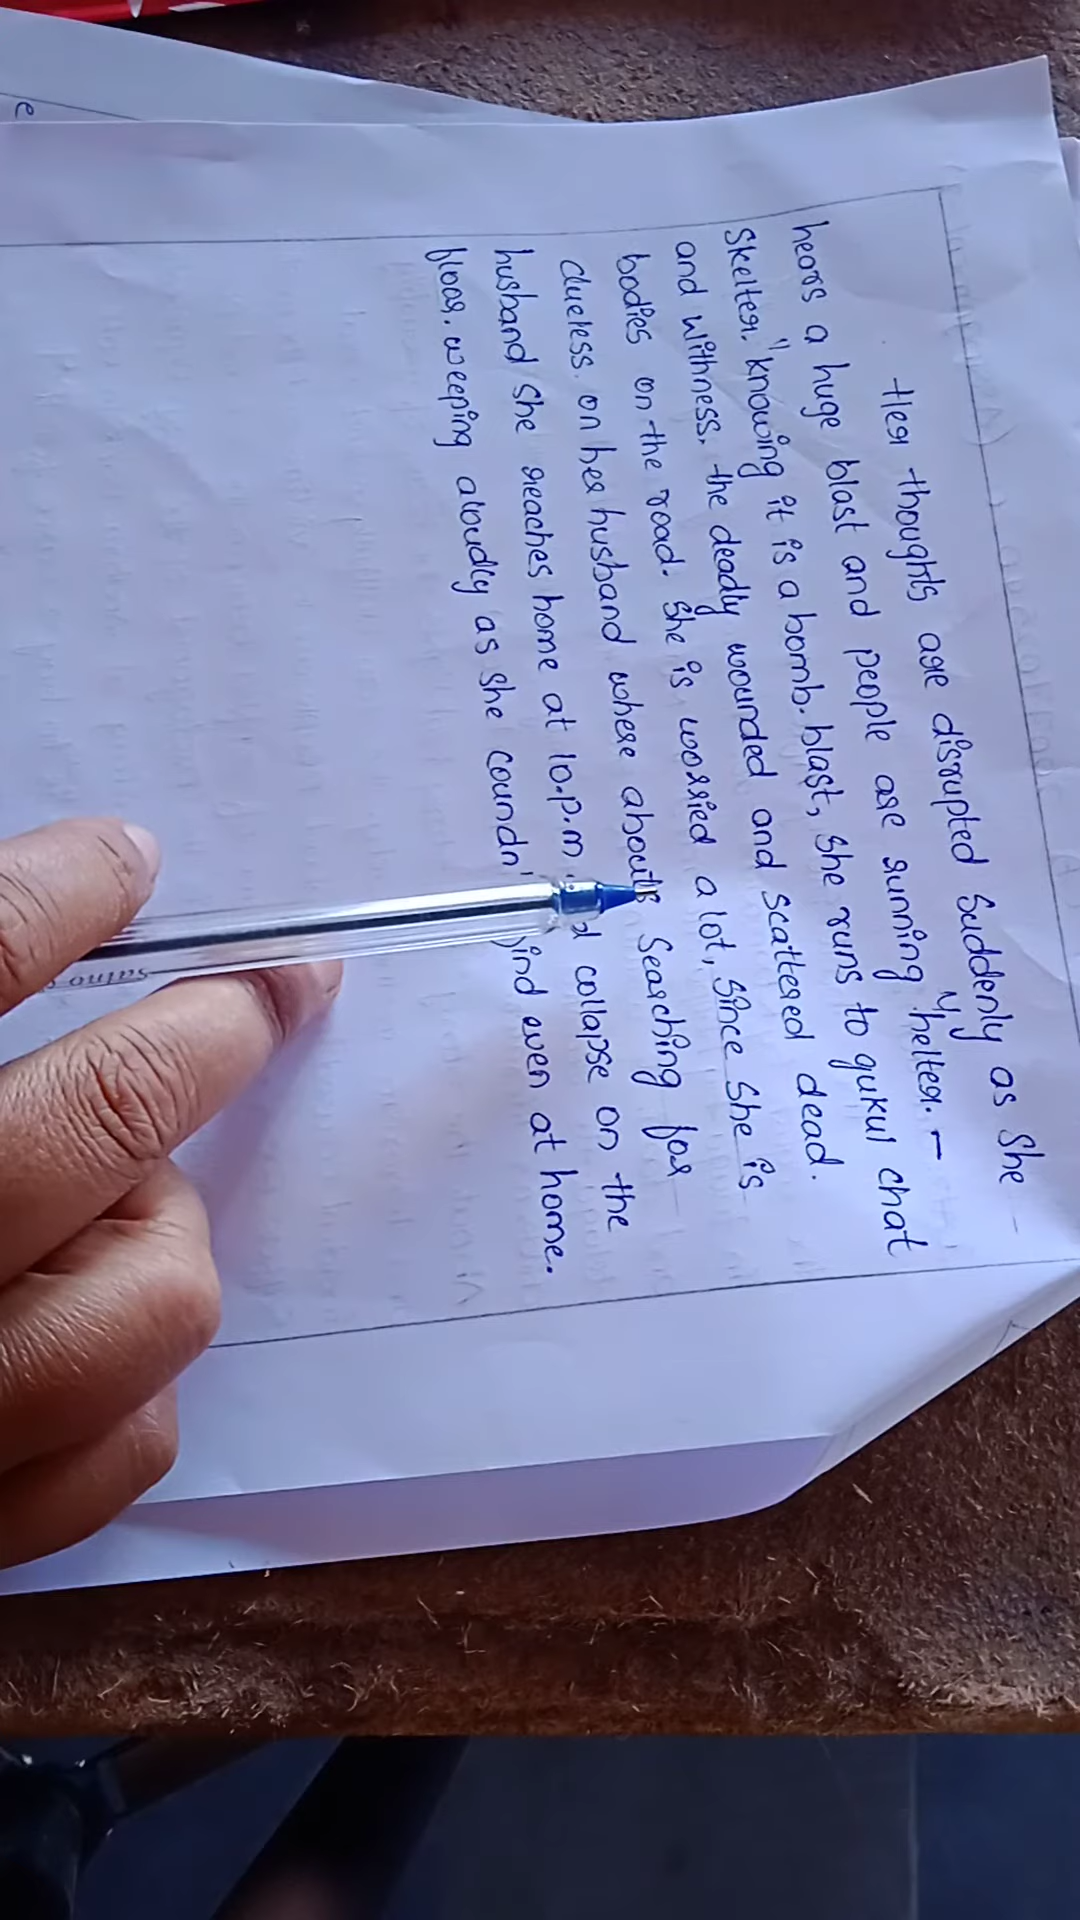 Her thoughts are disrupted suddenly as she
hears a huge blast and people are running "helter. -
skelter." knowing it is a bomb. blast, she runs to gukul chat
and withness. the deadly wounded and scattered dead.
bodies on the road. she is worried a lot, since she is
clueless. on her husband where abouts searching for
husband she reaches home at 10.p.m. collapse on the
floor. weeping aloudly as she even at home.